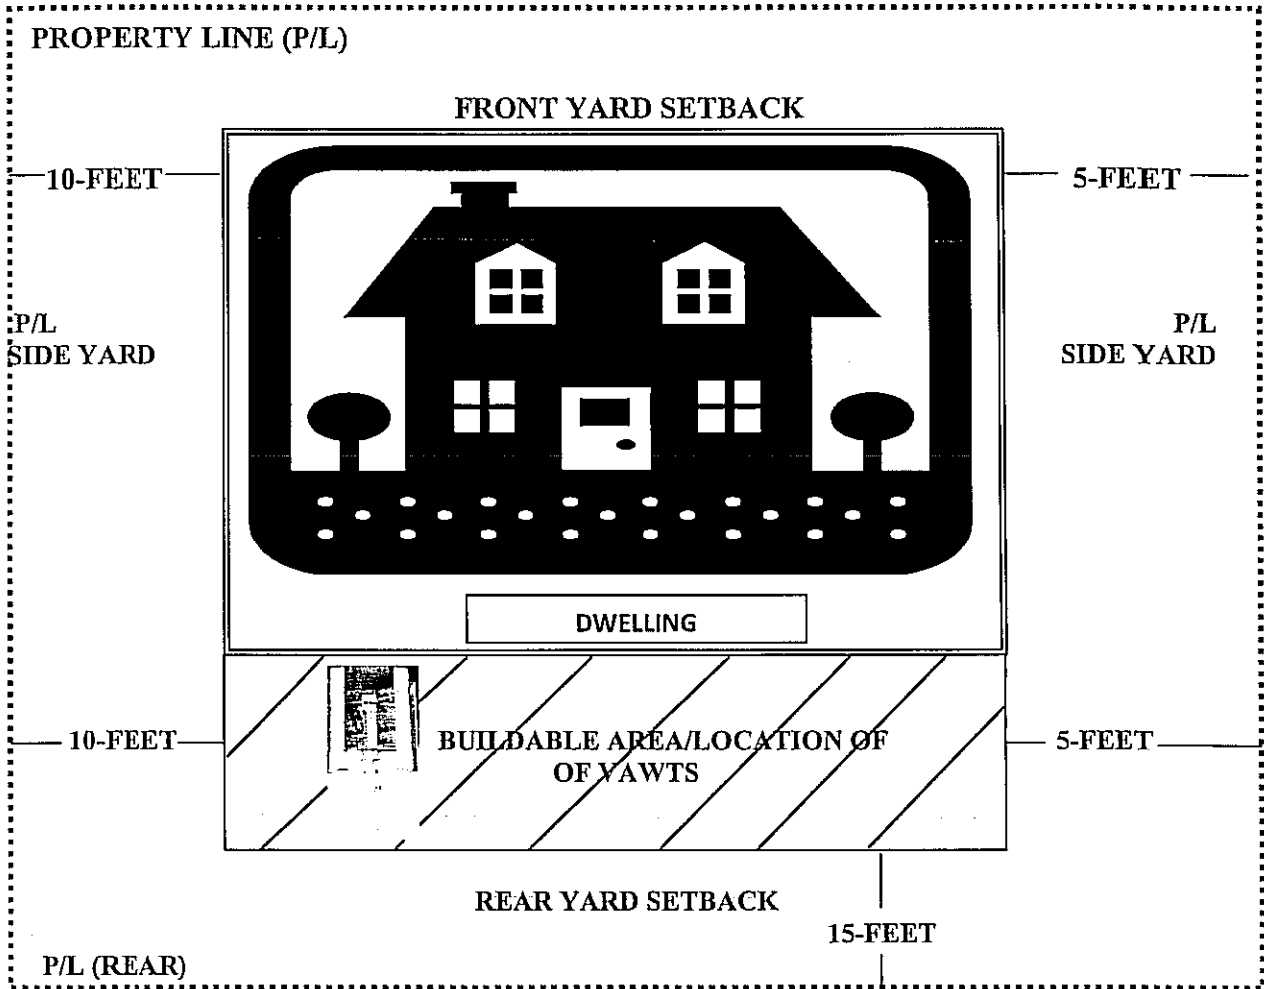 PROPERTY LINE (P/L)
FRONT YARD SETBACK
10-FEET
5-FEET
P/L
SIDE YARD
P/L
SIDE YARD
DWELLING
10-FEET
BUILDABLE AREA/LOCATION OF
OF VAWTS
5-FEET
REAR YARD SETBACK
15-FEET
P/L (REAR)